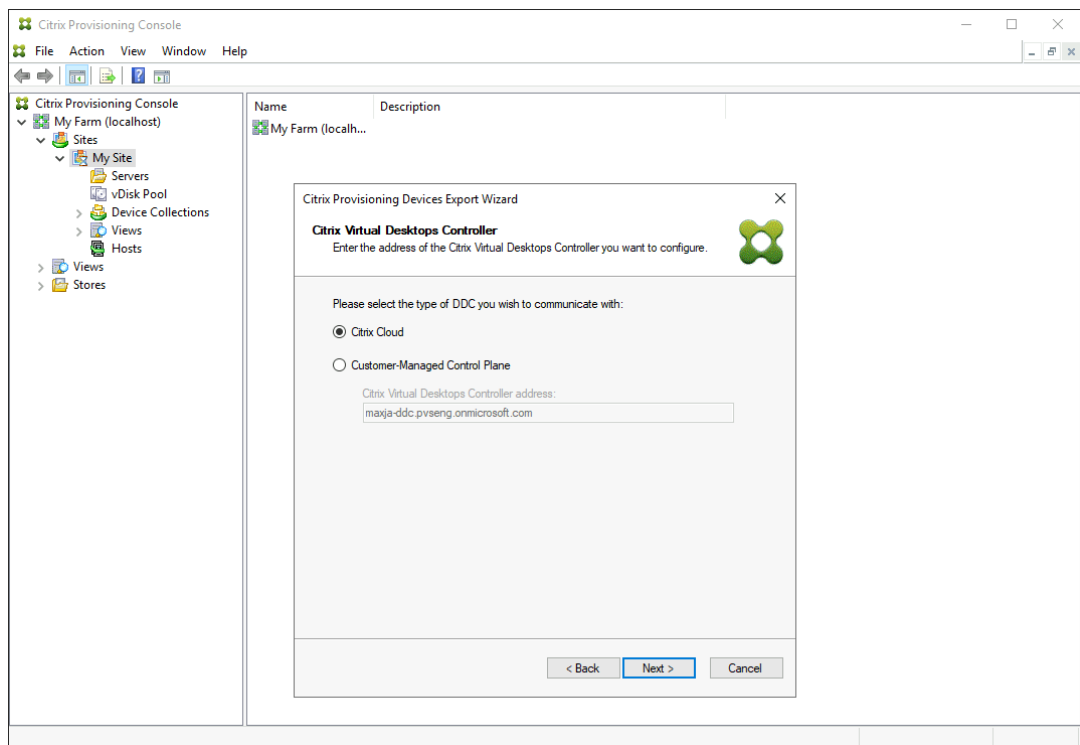 Citrix Provisioning Console
File Action View Window Help
Citrix Provisioning Console
My Farm (localhost)
Sites
My Site
Servers
vDisk Pool
Device Collections
Views
Hosts
Views
Stores
Name Description
My Farm (localh...
Citrix Provisioning Devices Export Wizard
Citrix Virtual Desktops Controller
Enter the address of the Citrix Virtual Desktops Controller you want to configure.
Please select the type of DDC you wish to communicate with:
Citrix Cloud
Customer-Managed Control Plane
Citrix Virtual Desktops Controller address:
maxja-ddc.pvseng.onmicrosoft.com
< Back Next > Cancel